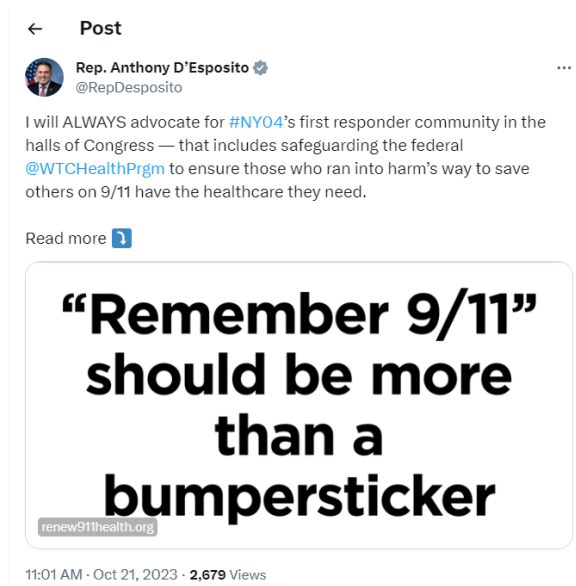 Post
Rep. Anthony D’Esposito
@RepDesposito
I will ALWAYS advocate for #NY04’s first responder community in the
halls of Congress — that includes safeguarding the federal
@WTCHealthPrgm to ensure those who ran into harm’s way to save
others on 9/11 have the healthcare they need.
Read more ⤵️
“Remember 9/11”
should be more
than a
bumpersticker
renew911health.org
11:01 AM · Oct 21, 2023 · 2,679 Views